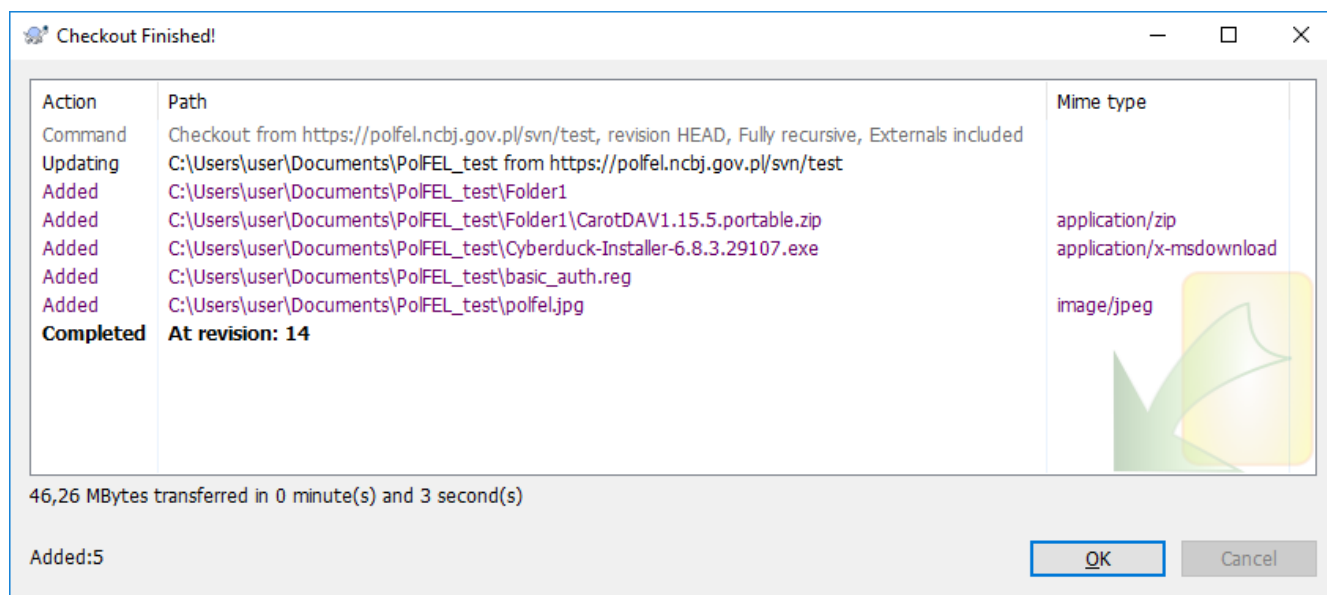 Checkout Finished!
Action Path Mime type
Command Checkout from https://polfel.ncbj.gov.pl/svn/test, revision HEAD, Fully recursive, Externals included
Updating C:\Users\user\Documents\PolFEL_test from https://polfel.ncbj.gov.pl/svn/test
Added C:\Users\user\Documents\PolFEL_test\Folder1
Added C:\Users\user\Documents\PolFEL_test\Folder1\CarotDAV1.15.5.portable.zip application/zip
Added C:\Users\user\Documents\PolFEL_test\Cyberduck-Installer-6.8.3.29107.exe application/x-msdownload
Added C:\Users\user\Documents\PolFEL_test\basic_auth.reg
Added C:\Users\user\Documents\PolFEL_test\polfel.jpg image/jpeg
Completed At revision: 14
46,26 MBytes transferred in 0 minute(s) and 3 second(s)
Added:5 OK Cancel